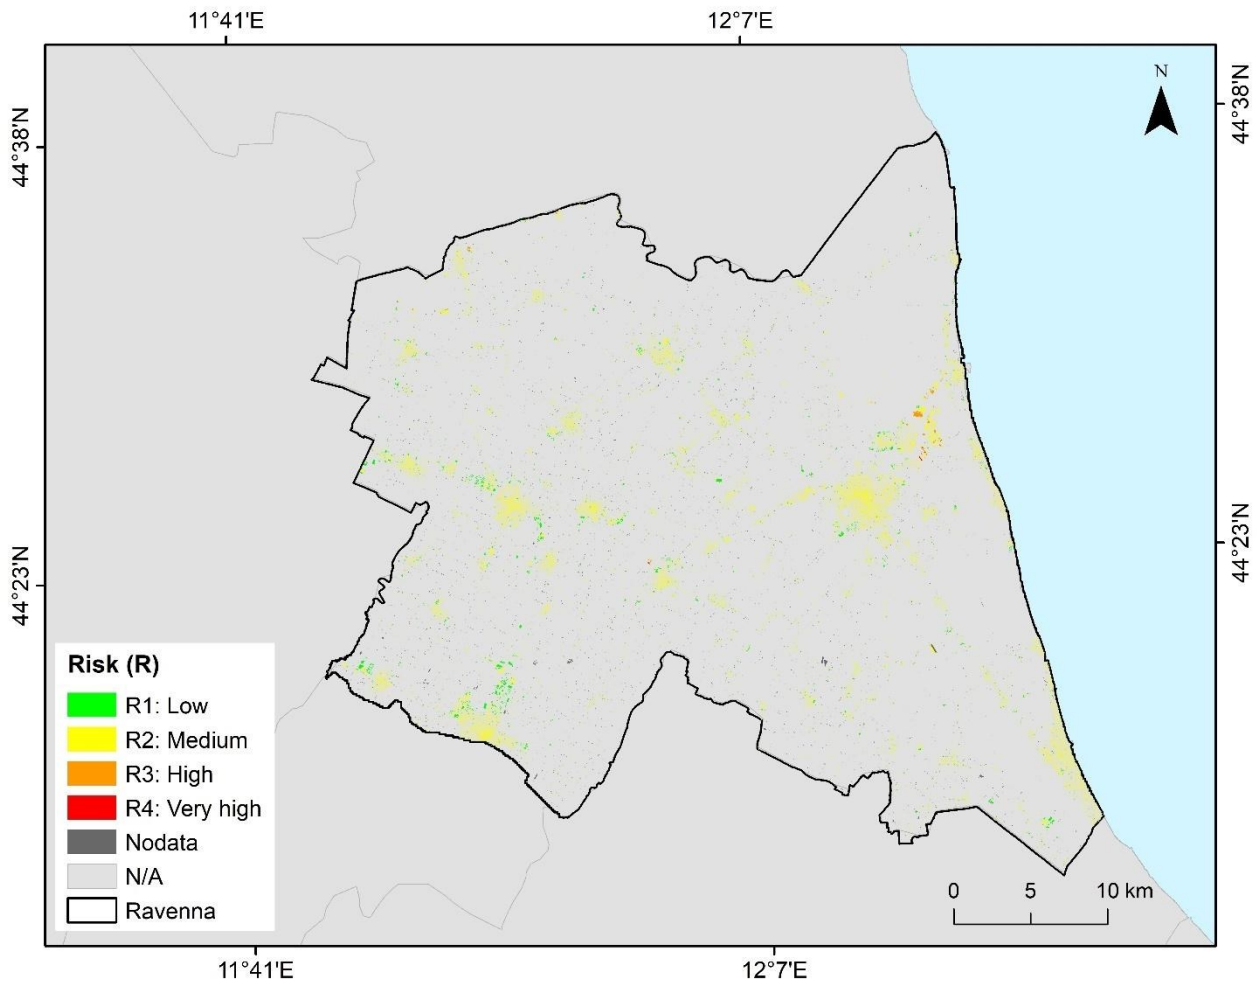 11°41'E 12°7'E
N
44°38'N
44°38'N
44°23'N
44°23'N
Risk (R)
R1: Low
R2: Medium
R3: High
R4: Very high
Nodata
N/A
Ravenna
0 5 10 km
11°41'E 12°7'E